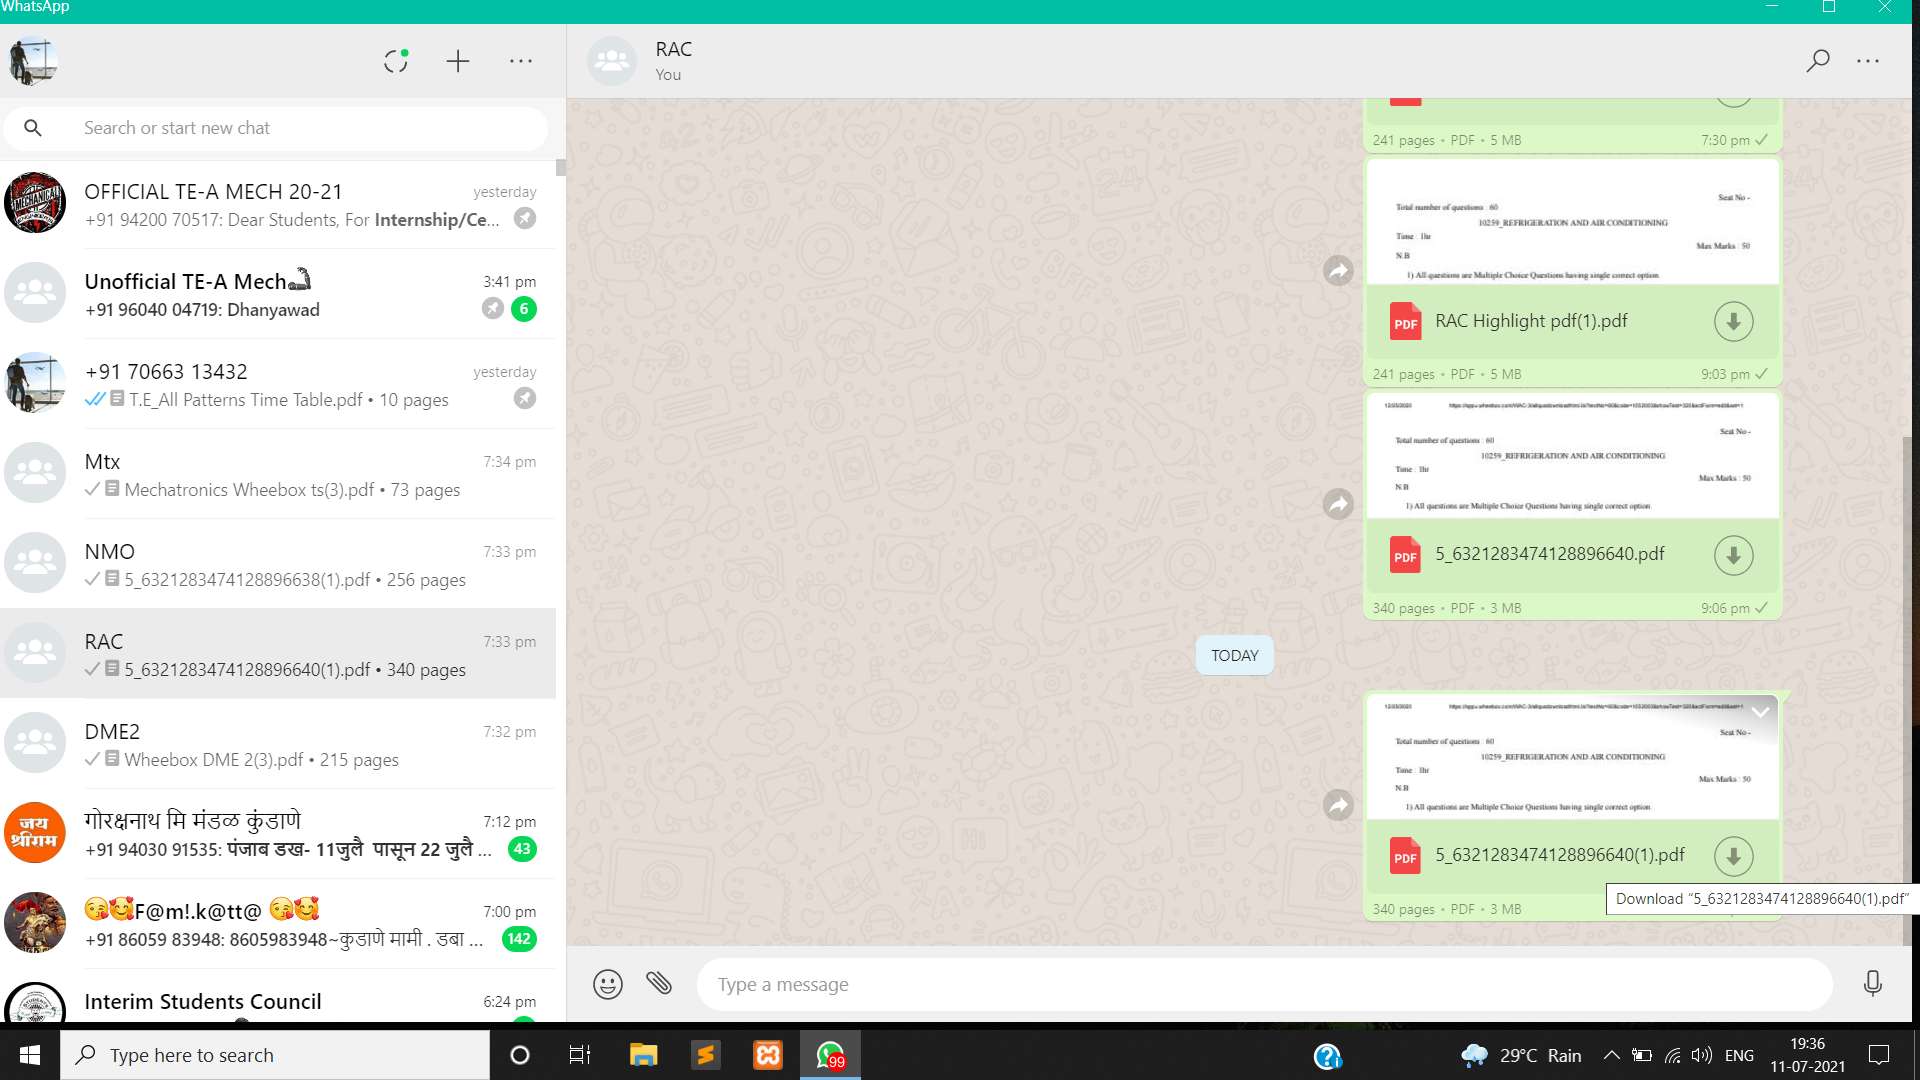 WhatsApp
Search or start new chat
OFFICIAL TE-A MECH 20-21
yesterday
+91 94200 70517: Dear Students, For Internship/Ce...
Unofficial TE-A Mech
3:41 pm
+91 96040 04719: Dhanyawad
6
+91 70663 13432
yesterday
T.E_All Patterns Time Table.pdf • 10 pages
Mtx
7:34 pm
Mechatronics Wheebox ts(3).pdf • 73 pages
NMO
7:33 pm
5_6321283474128896638(1).pdf • 256 pages
RAC
7:33 pm
5_6321283474128896640(1).pdf • 340 pages
DME2
7:32 pm
Wheebox DME 2(3).pdf • 215 pages
जय
श्रीराम
गोरक्षनाथ मि मंडळ कुंडाणे
7:12 pm
+91 94030 91535: पंजाब डख- 11जुलै पासून 22 जुलै ...
43
F@m!.k@tt@
7:00 pm
+91 86059 83948: 8605983948~कुडाणे मामी . डबा ...
142
Interim Students Council
6:24 pm
RAC
You
241 pages • PDF • 5 MB
7:30 pm
Seat No -
Total number of questions : 60
10259_REFRIGERATION AND AIR CONDITIONING
Time : 1hr
Max Marks : 50
N.B
1) All questions are Multiple Choice Questions having single correct option
PDF
RAC Highlight pdf(1).pdf
241 pages • PDF • 5 MB
9:03 pm
Seat No -
Total number of questions : 60
10259_REFRIGERATION AND AIR CONDITIONING
Time : 1hr
Max Marks : 50
N.B
1) All questions are Multiple Choice Questions having single correct option
PDF
5_6321283474128896640.pdf
340 pages • PDF • 3 MB
9:06 pm
TODAY
Seat No -
Total number of questions : 60
10259_REFRIGERATION AND AIR CONDITIONING
Time : 1hr
Max Marks : 50
N.B
1) All questions are Multiple Choice Questions having single correct option
PDF
5_6321283474128896640(1).pdf
340 pages • PDF • 3 MB
Download “5_6321283474128896640(1).pdf”
Type a message
Type here to search
99
29°C Rain
ENG
19:36
11-07-2021